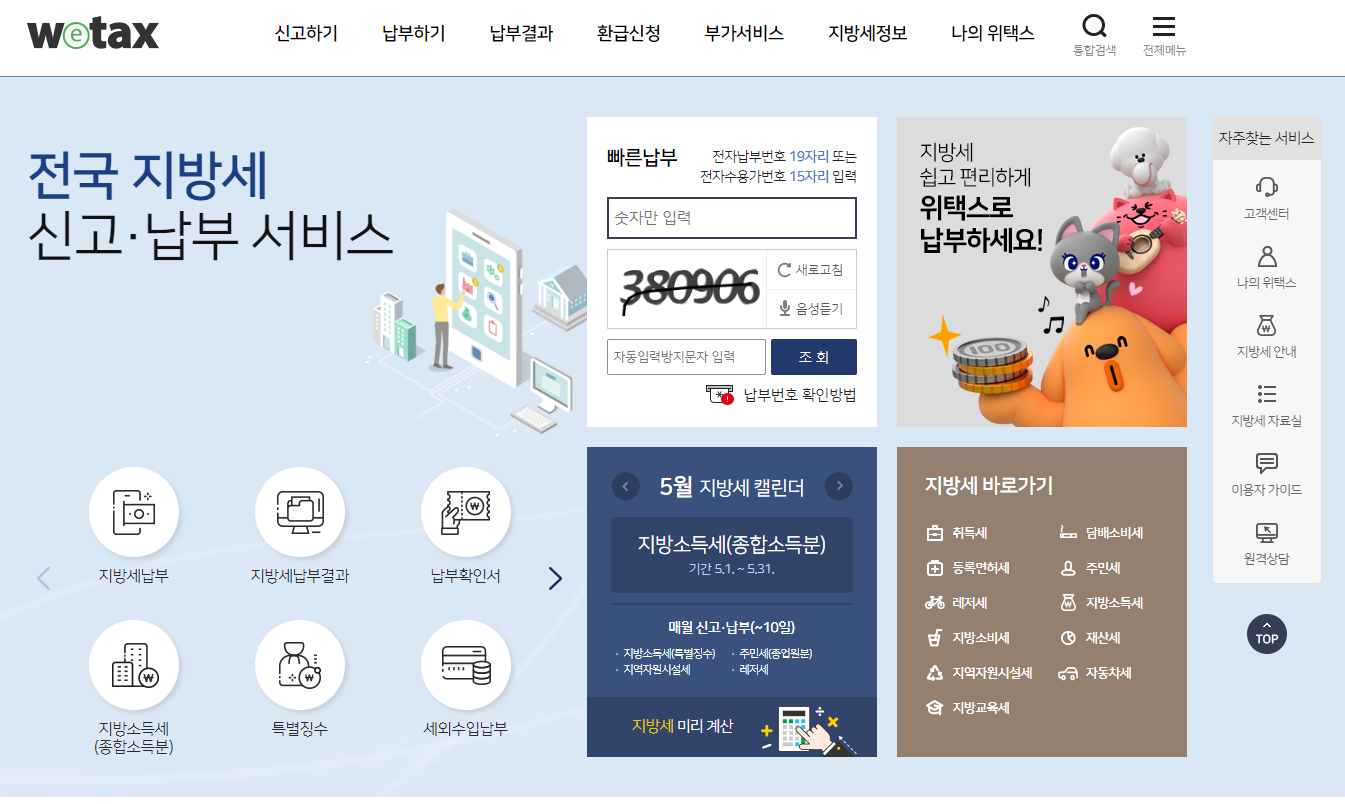 wetax
신고하기 납부하기 납부결과 환급신청 부가서비스 지방세정보 나의 위택스
통합검색 전체메뉴
전국 지방세
신고·납부 서비스
빠른납부
전자납부번호 19자리 또는
전자수용가번호 15자리 입력
숫자만 입력
380906
새로고침
음성듣기
자동입력방지문자 입력
조 회
납부번호 확인방법
지방세
쉽고 편리하게
위택스로
납부하세요!
100
자주찾는 서비스
고객센터
나의 위택스
지방세 안내
지방세 자료실
이용자 가이드
원격상담
TOP
지방세납부
지방세납부결과
납부확인서
지방소득세
(종합소득분)
특별징수
세외수입납부
5월 지방세 캘린더
지방소득세(종합소득분)
기간 5.1. ~ 5.31.
매월 신고·납부(~10일)
· 지방소득세(특별징수) · 주민세(종업원분)
· 지역자원시설세 · 레저세
지방세 미리 계산
지방세 바로가기
취득세 담배소비세
등록면허세 주민세
레저세 지방소득세
지방소비세 재산세
지역자원시설세 자동차세
지방교육세